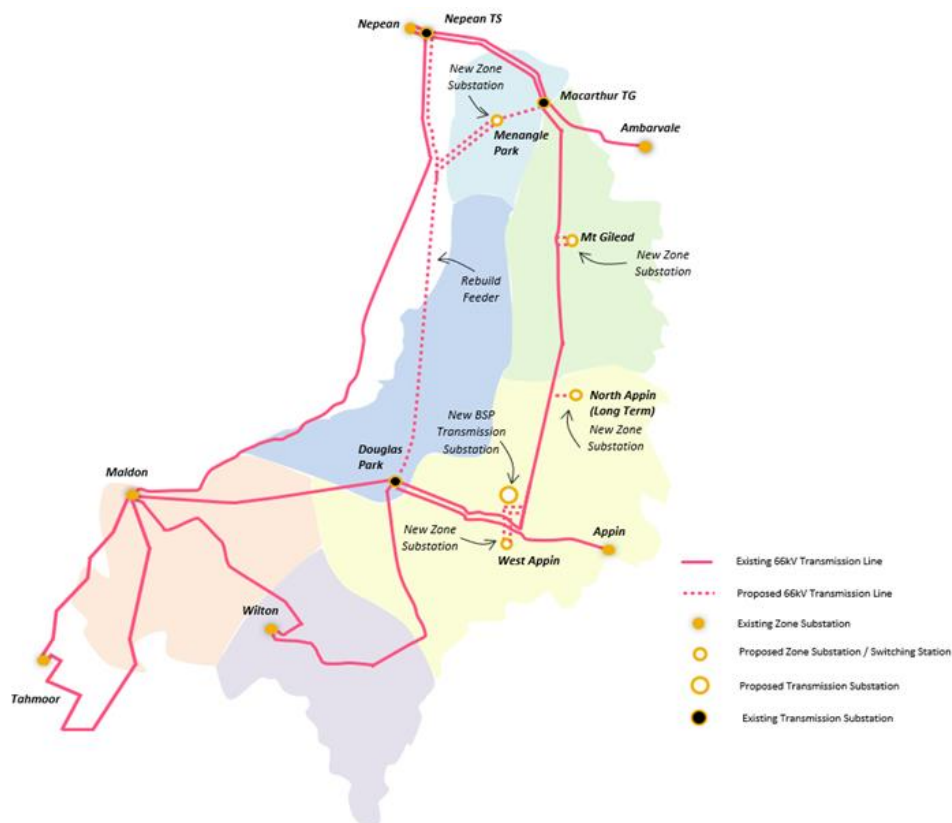 Nepean
Nepean TS
New Zone
Substation
Macarthur TG
Menangle
Park
Ambarvale
Mt Gilead
New Zone
Substation
Rebuild
Feeder
North Appin
(Long Term)
New Zone
Substation
New BSP
Transmission
Substation
Douglas
Park
Maldon
New Zone
Substation
Appin
West Appin
Wilton
Tahmoor
Existing 66kV Transmission Line
Proposed 66kV Transmission Line
Existing Zone Substation
Proposed Zone Substation / Switching Station
Proposed Transmission Substation
Existing Transmission Substation